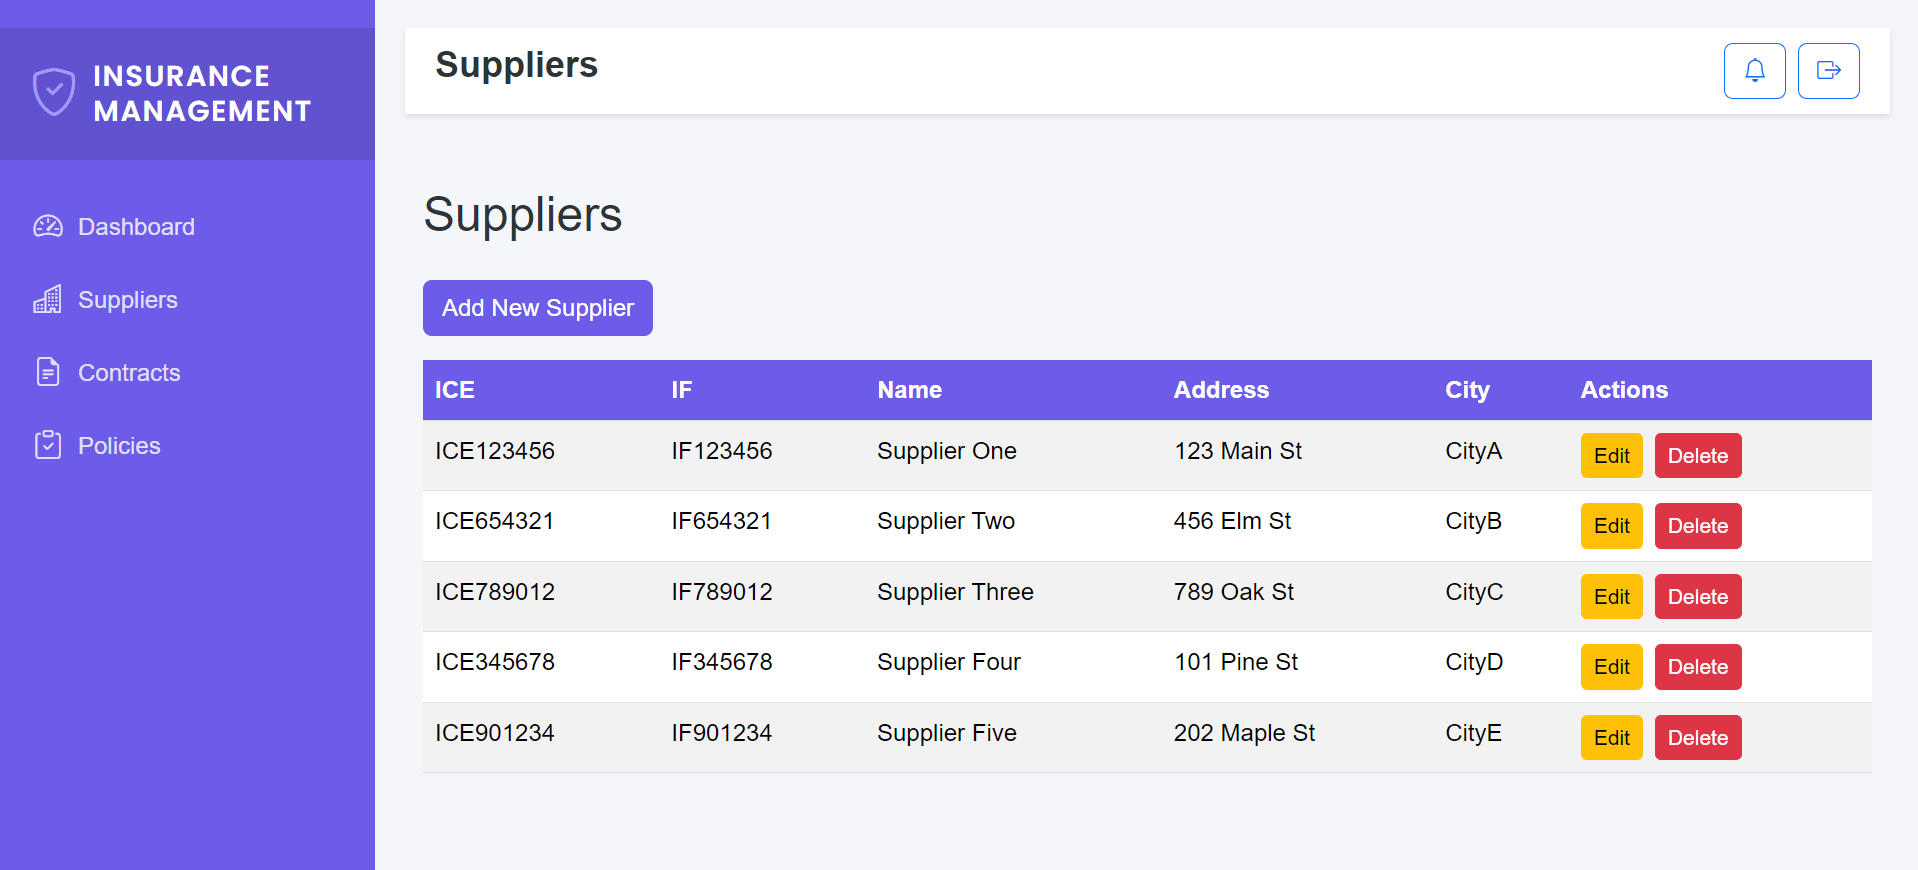 INSURANCE
MANAGEMENT
Dashboard
Suppliers
Contracts
Policies
Suppliers
Suppliers
Add New Supplier
ICE IF Name Address City Actions
ICE123456 IF123456 Supplier One 123 Main St CityA Edit Delete
ICE654321 IF654321 Supplier Two 456 Elm St CityB Edit Delete
ICE789012 IF789012 Supplier Three 789 Oak St CityC Edit Delete
ICE345678 IF345678 Supplier Four 101 Pine St CityD Edit Delete
ICE901234 IF901234 Supplier Five 202 Maple St CityE Edit Delete